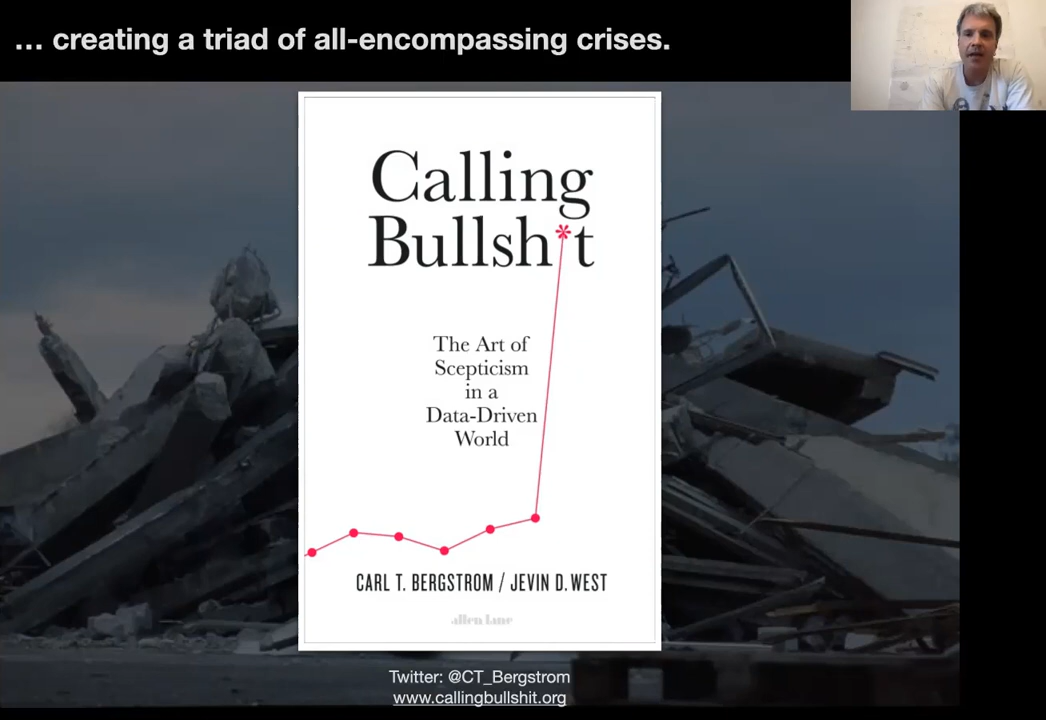 ... creating a triad of all-encompassing crises.
Calling
Bullsh*t
The Art of
Scepticism
in a
Data-Driven
World
CARL T. BERGSTROM / JEVIN D. WEST
allen lane
Twitter: @CT_Bergstrom
www.callingbullshit.org